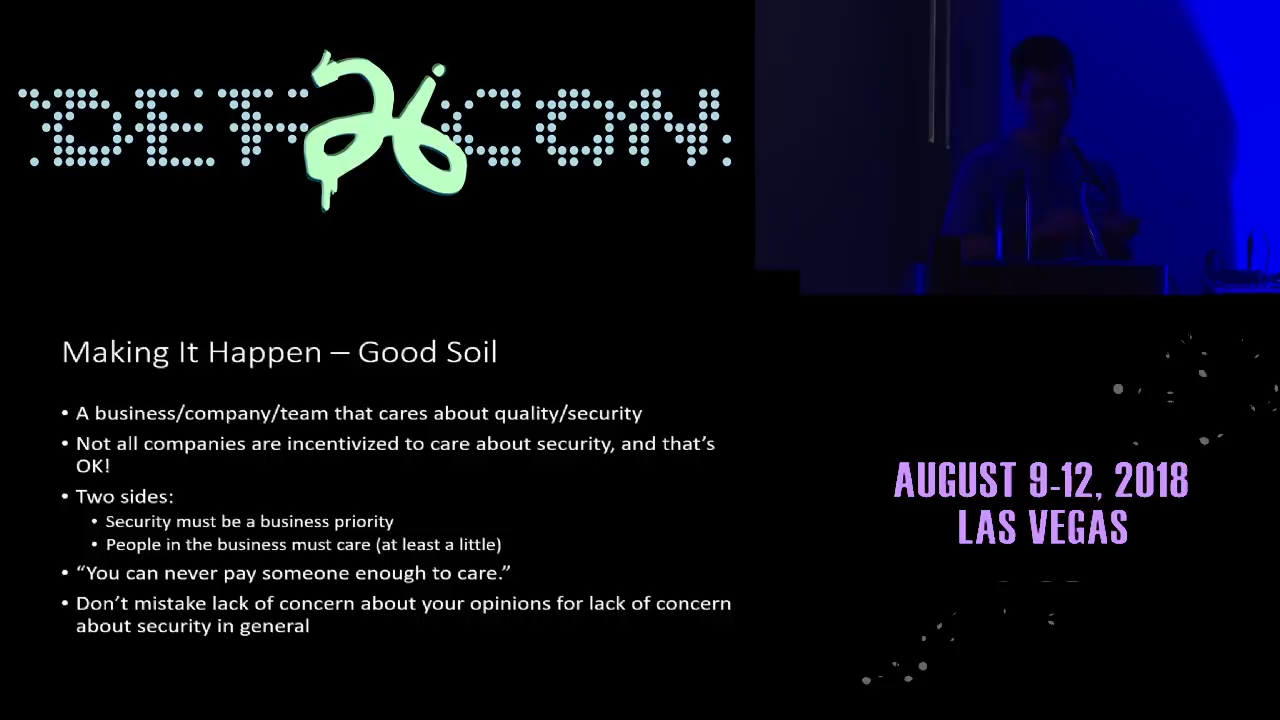 DEF CON
26
Making It Happen – Good Soil
• A business/company/team that cares about quality/security
• Not all companies are incentivized to care about security, and that’s
OK!
• Two sides:
• Security must be a business priority
• People in the business must care (at least a little)
• “You can never pay someone enough to care.”
• Don’t mistake lack of concern about your opinions for lack of concern
about security in general
AUGUST 9-12, 2018
LAS VEGAS